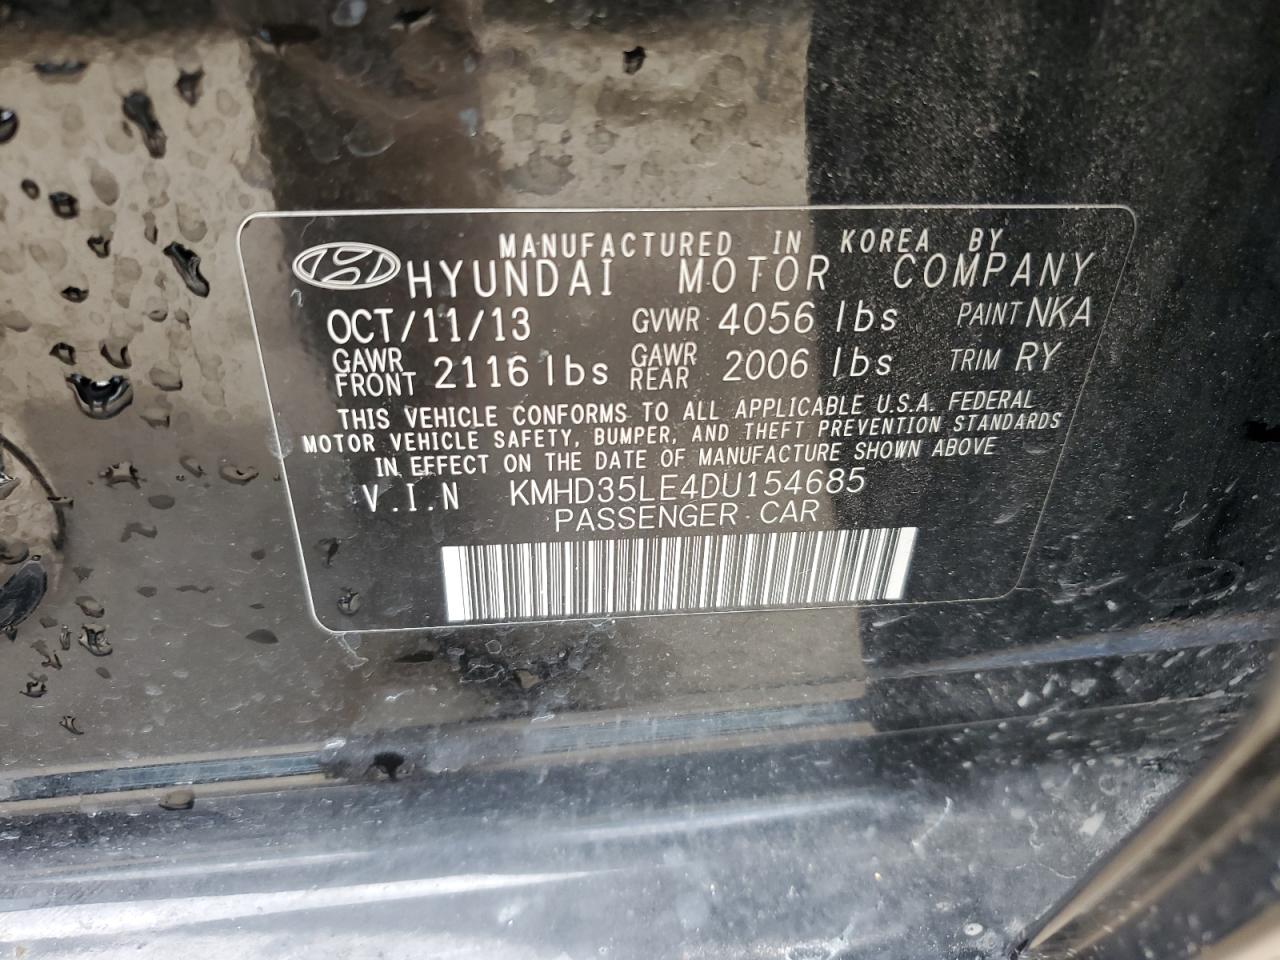 MANUFACTURED IN KOREA BY
HYUNDAI MOTOR COMPANY
OCT/11/13 GVWR 4056 lbs PAINT NKA
GAWR FRONT 2116 lbs GAWR REAR 2006 lbs TRIM RY
THIS VEHICLE CONFORMS TO ALL APPLICABLE U.S.A. FEDERAL
MOTOR VEHICLE SAFETY, BUMPER, AND THEFT PREVENTION STANDARDS
IN EFFECT ON THE DATE OF MANUFACTURE SHOWN ABOVE
V.I.N KMHD35LE4DU154685
PASSENGER CAR